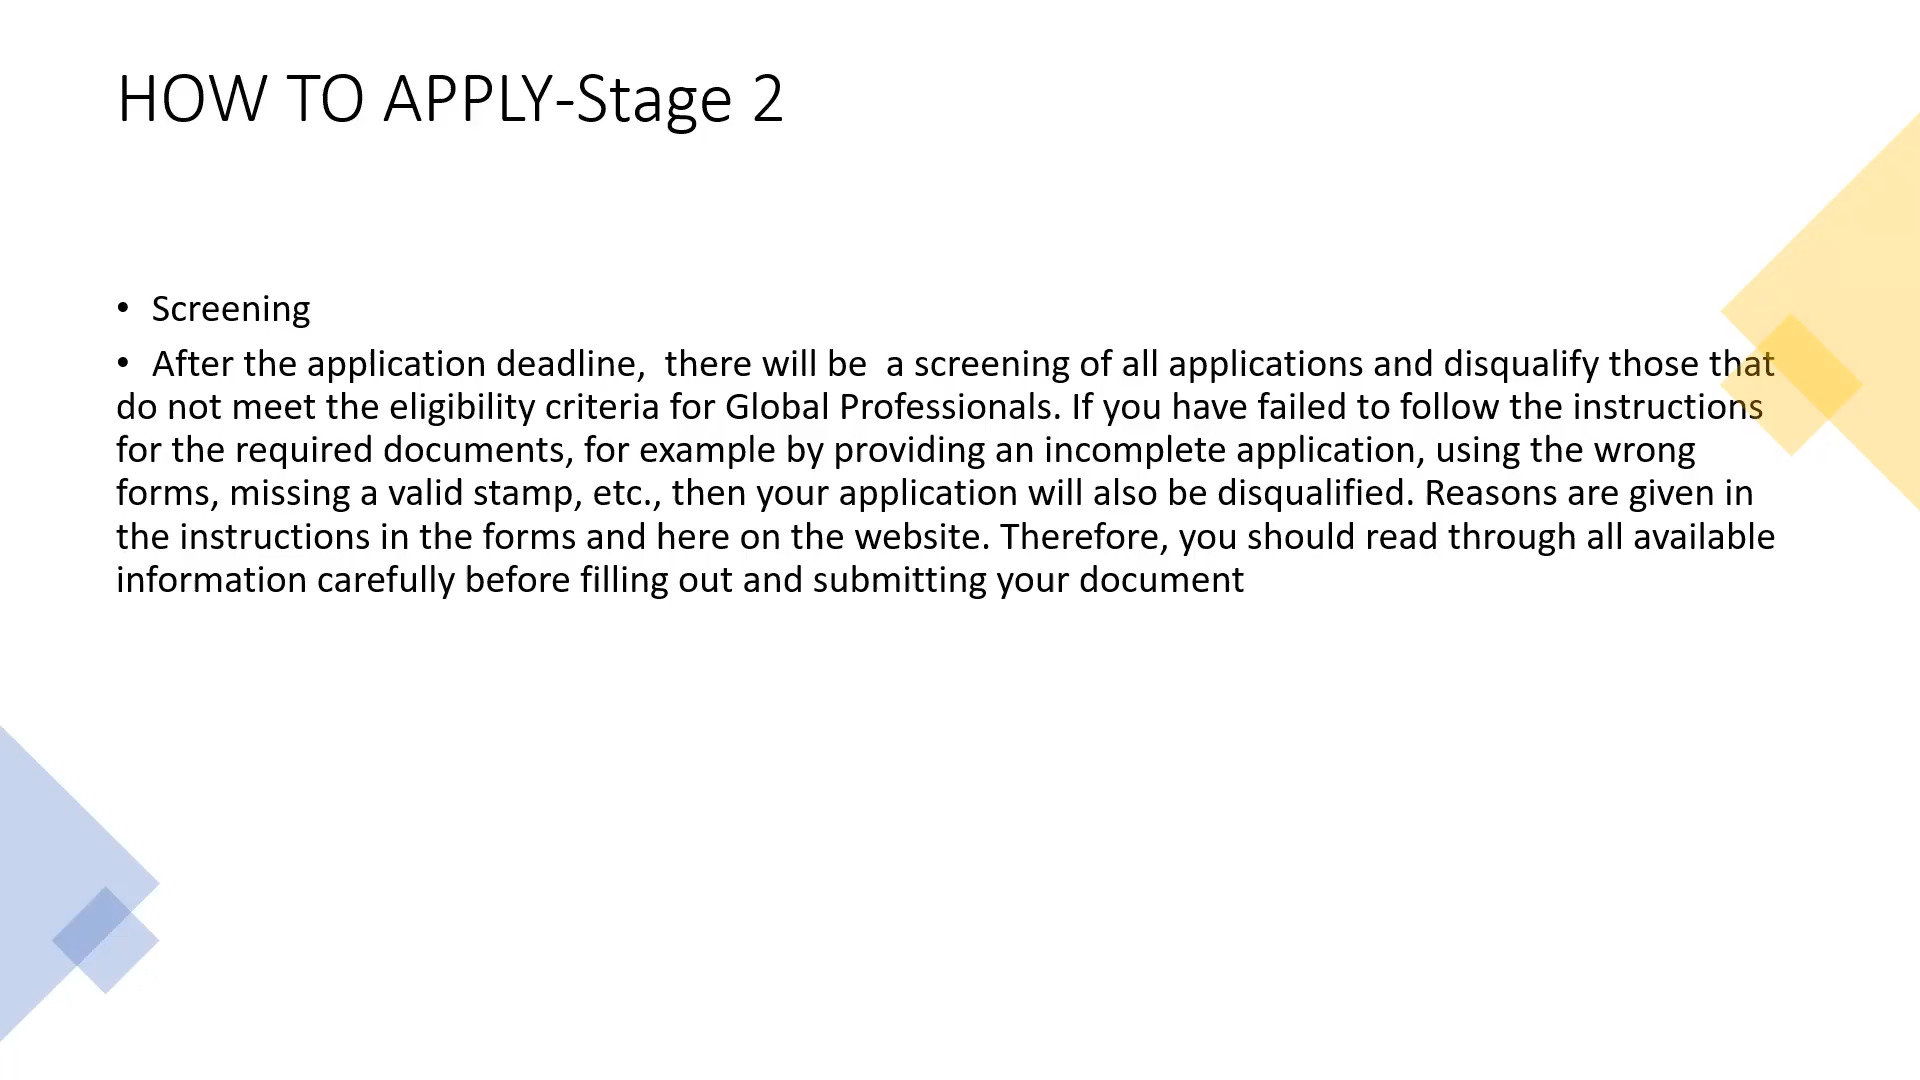 HOW TO APPLY-Stage 2
• Screening
• After the application deadline,  there will be  a screening of all applications and disqualify those that
do not meet the eligibility criteria for Global Professionals. If you have failed to follow the instructions
for the required documents, for example by providing an incomplete application, using the wrong
forms, missing a valid stamp, etc., then your application will also be disqualified. Reasons are given in
the instructions in the forms and here on the website. Therefore, you should read through all available
information carefully before filling out and submitting your document